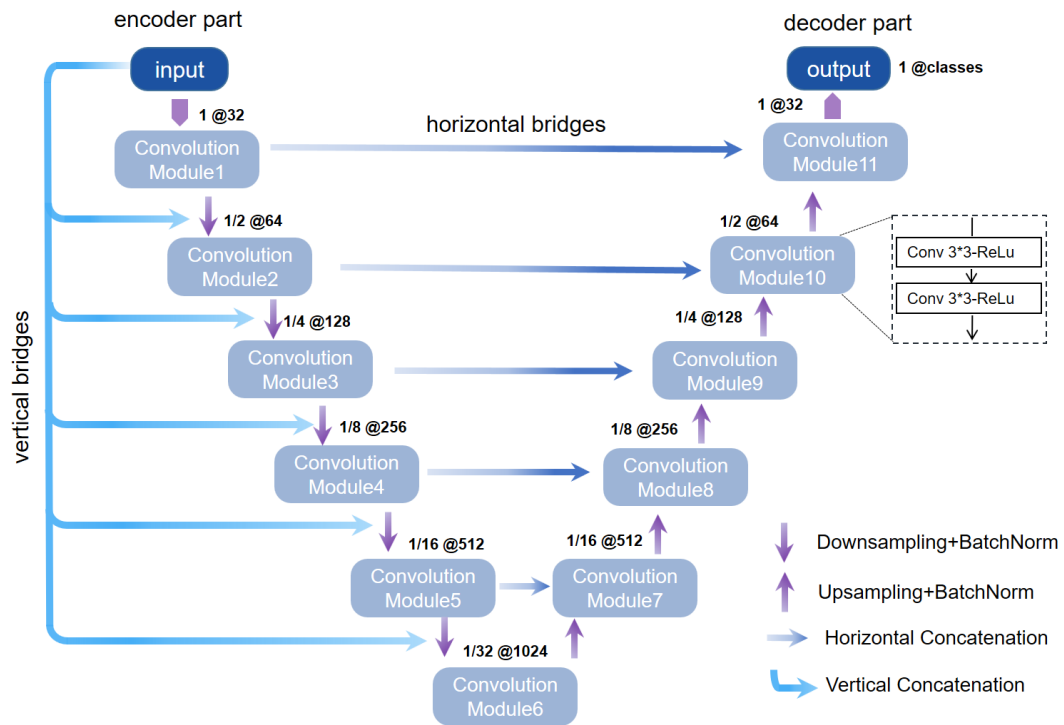 encoder part
decoder part
input
output
1 @classes
1 @32
1 @32
horizontal bridges
Convolution
Module1
Convolution
Module11
1/2 @64
1/2 @64
Convolution
Module2
Convolution
Module10
Conv 3*3-ReLu
Conv 3*3-ReLu
1/4 @128
1/4 @128
vertical bridges
Convolution
Module3
Convolution
Module9
1/8 @256
1/8 @256
Convolution
Module4
Convolution
Module8
1/16 @512
1/16 @512
Convolution
Module5
Convolution
Module7
1/32 @1024
Convolution
Module6
Downsampling+BatchNorm
Upsampling+BatchNorm
Horizontal Concatenation
Vertical Concatenation